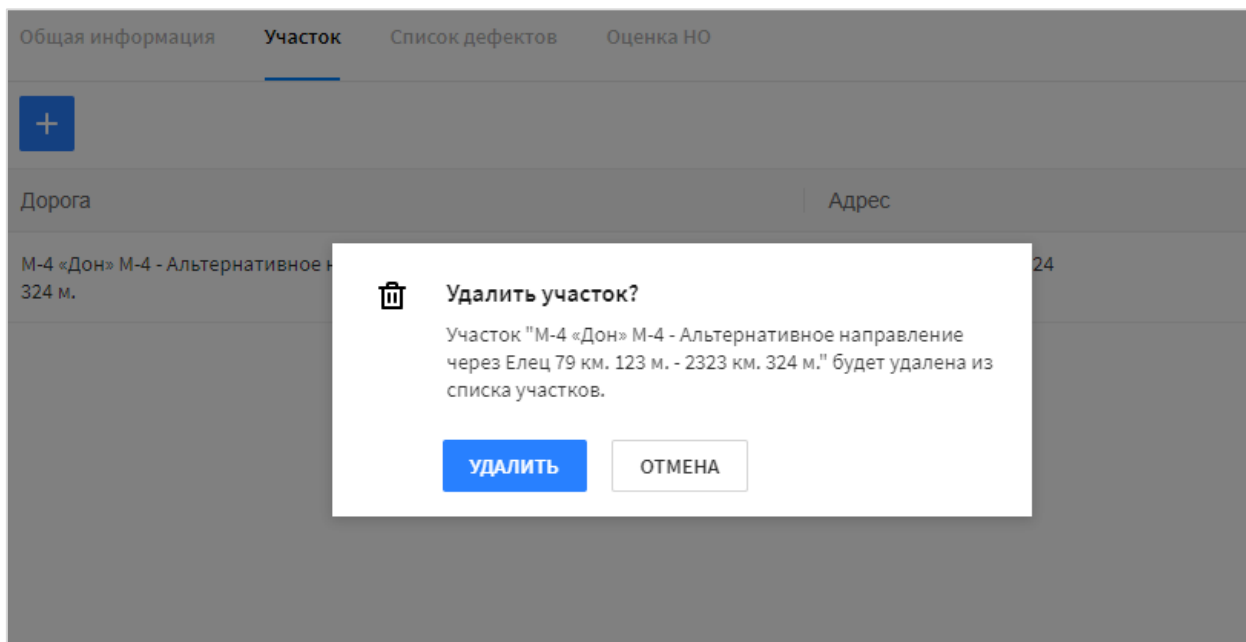 Общая информация Участок Список дефектов Оценка НО
+
Дорога Адрес
М-4 «Дон» М-4 - Альтернативное 24
324 м.
Удалить участок?
Участок "М-4 «Дон» М-4 - Альтернативное направление
через Елец 79 км. 123 м. - 2323 км. 324 м." будет удалена из
списка участков.
УДАЛИТЬ ОТМЕНА